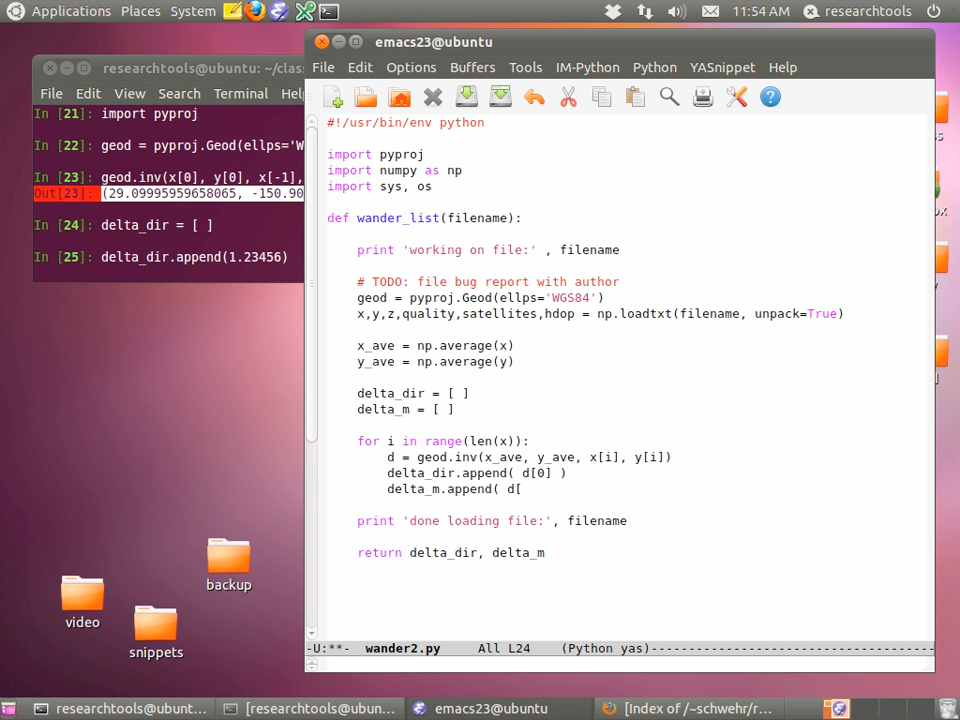 Applications Places System
11:54 AM researchtools
researchtools@ubuntu: ~/clas
File Edit View Search Terminal Hel
In [21]: import pyproj
In [22]: geod = pyproj.Geod(ellps='W
In [23]: geod.inv(x[0], y[0], x[-1],
Out[23]: (29.09995959658065, -150.90
In [24]: delta_dir = [ ]
In [25]: delta_dir.append(1.23456)
emacs23@ubuntu
File Edit Options Buffers Tools IM-Python Python YASnippet Help
#!/usr/bin/env python
import pyproj
import numpy as np
import sys, os
def wander_list(filename):
print 'working on file:' , filename
# TODO: file bug report with author
geod = pyproj.Geod(ellps='WGS84')
x,y,z,quality,satellites,hdop = np.loadtxt(filename, unpack=True)
x_ave = np.average(x)
y_ave = np.average(y)
delta_dir = [ ]
delta_m = [ ]
for i in range(len(x)):
d = geod.inv(x_ave, y_ave, x[i], y[i])
delta_dir.append( d[0] )
delta_m.append( d[
print 'done loading file:', filename
return delta_dir, delta_m
-U:**- wander2.py All L24 (Python yas)------------------------------------
backup
video
snippets
researchtools@ubuntu... [researchtools@ubun... emacs23@ubuntu [Index of /~schwehr/r...